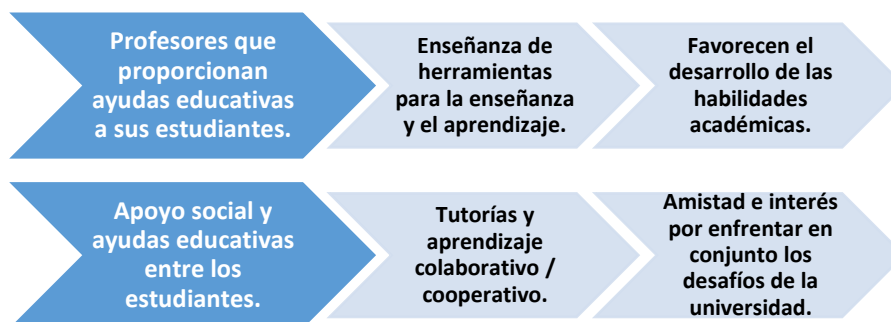 Profesores que
proporcionan
ayudas educativas
a sus estudiantes.
Enseñanza de
herramientas
para la enseñanza
y el aprendizaje.
Favorecen el
desarrollo de las
habilidades
académicas.
Apoyo social y
ayudas educativas
entre los
estudiantes.
Tutorías y
aprendizaje
colaborativo /
cooperativo.
Amistad e interés
por enfrentar en
conjunto los
desafíos de la
universidad.